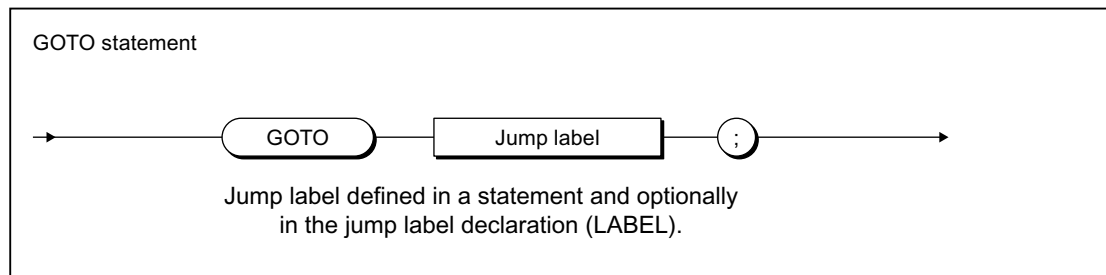 GOTO statement
GOTO Jump label ;
Jump label defined in a statement and optionally
in the jump label declaration (LABEL).